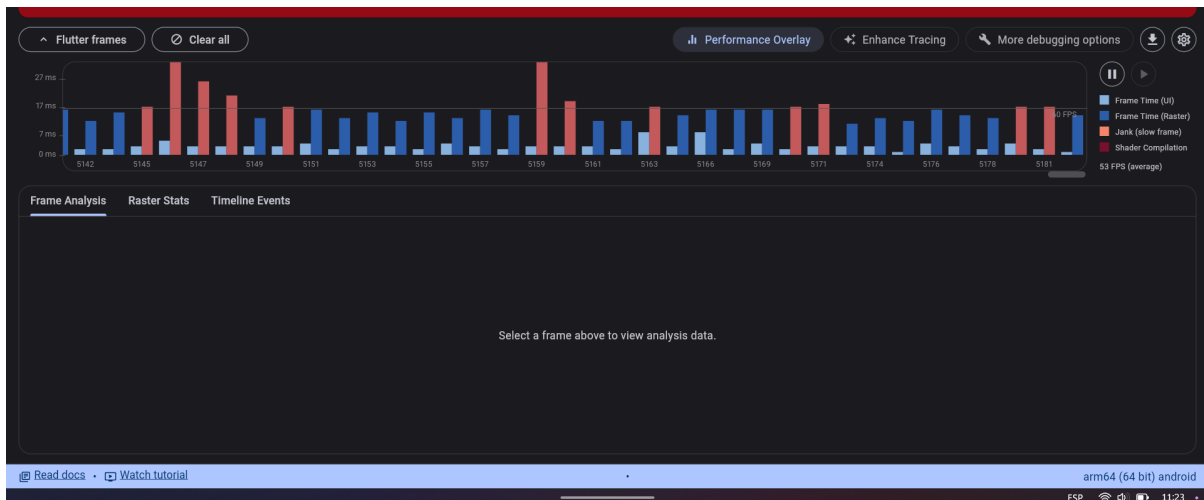 Flutter frames
Clear all
Performance Overlay
Enhance Tracing
More debugging options
27 ms
17 ms
7 ms
0 ms
60 FPS
5142 5145 5147 5149 5151 5153 5155 5157 5159 5161 5163 5166 5169 5171 5174 5176 5178 5181
Frame Time (UI)
Frame Time (Raster)
Jank (slow frame)
Shader Compilation
53 FPS (average)
Frame Analysis Raster Stats Timeline Events
Select a frame above to view analysis data.
Read docs • Watch tutorial • arm64 (64 bit) android
ESP 11:23